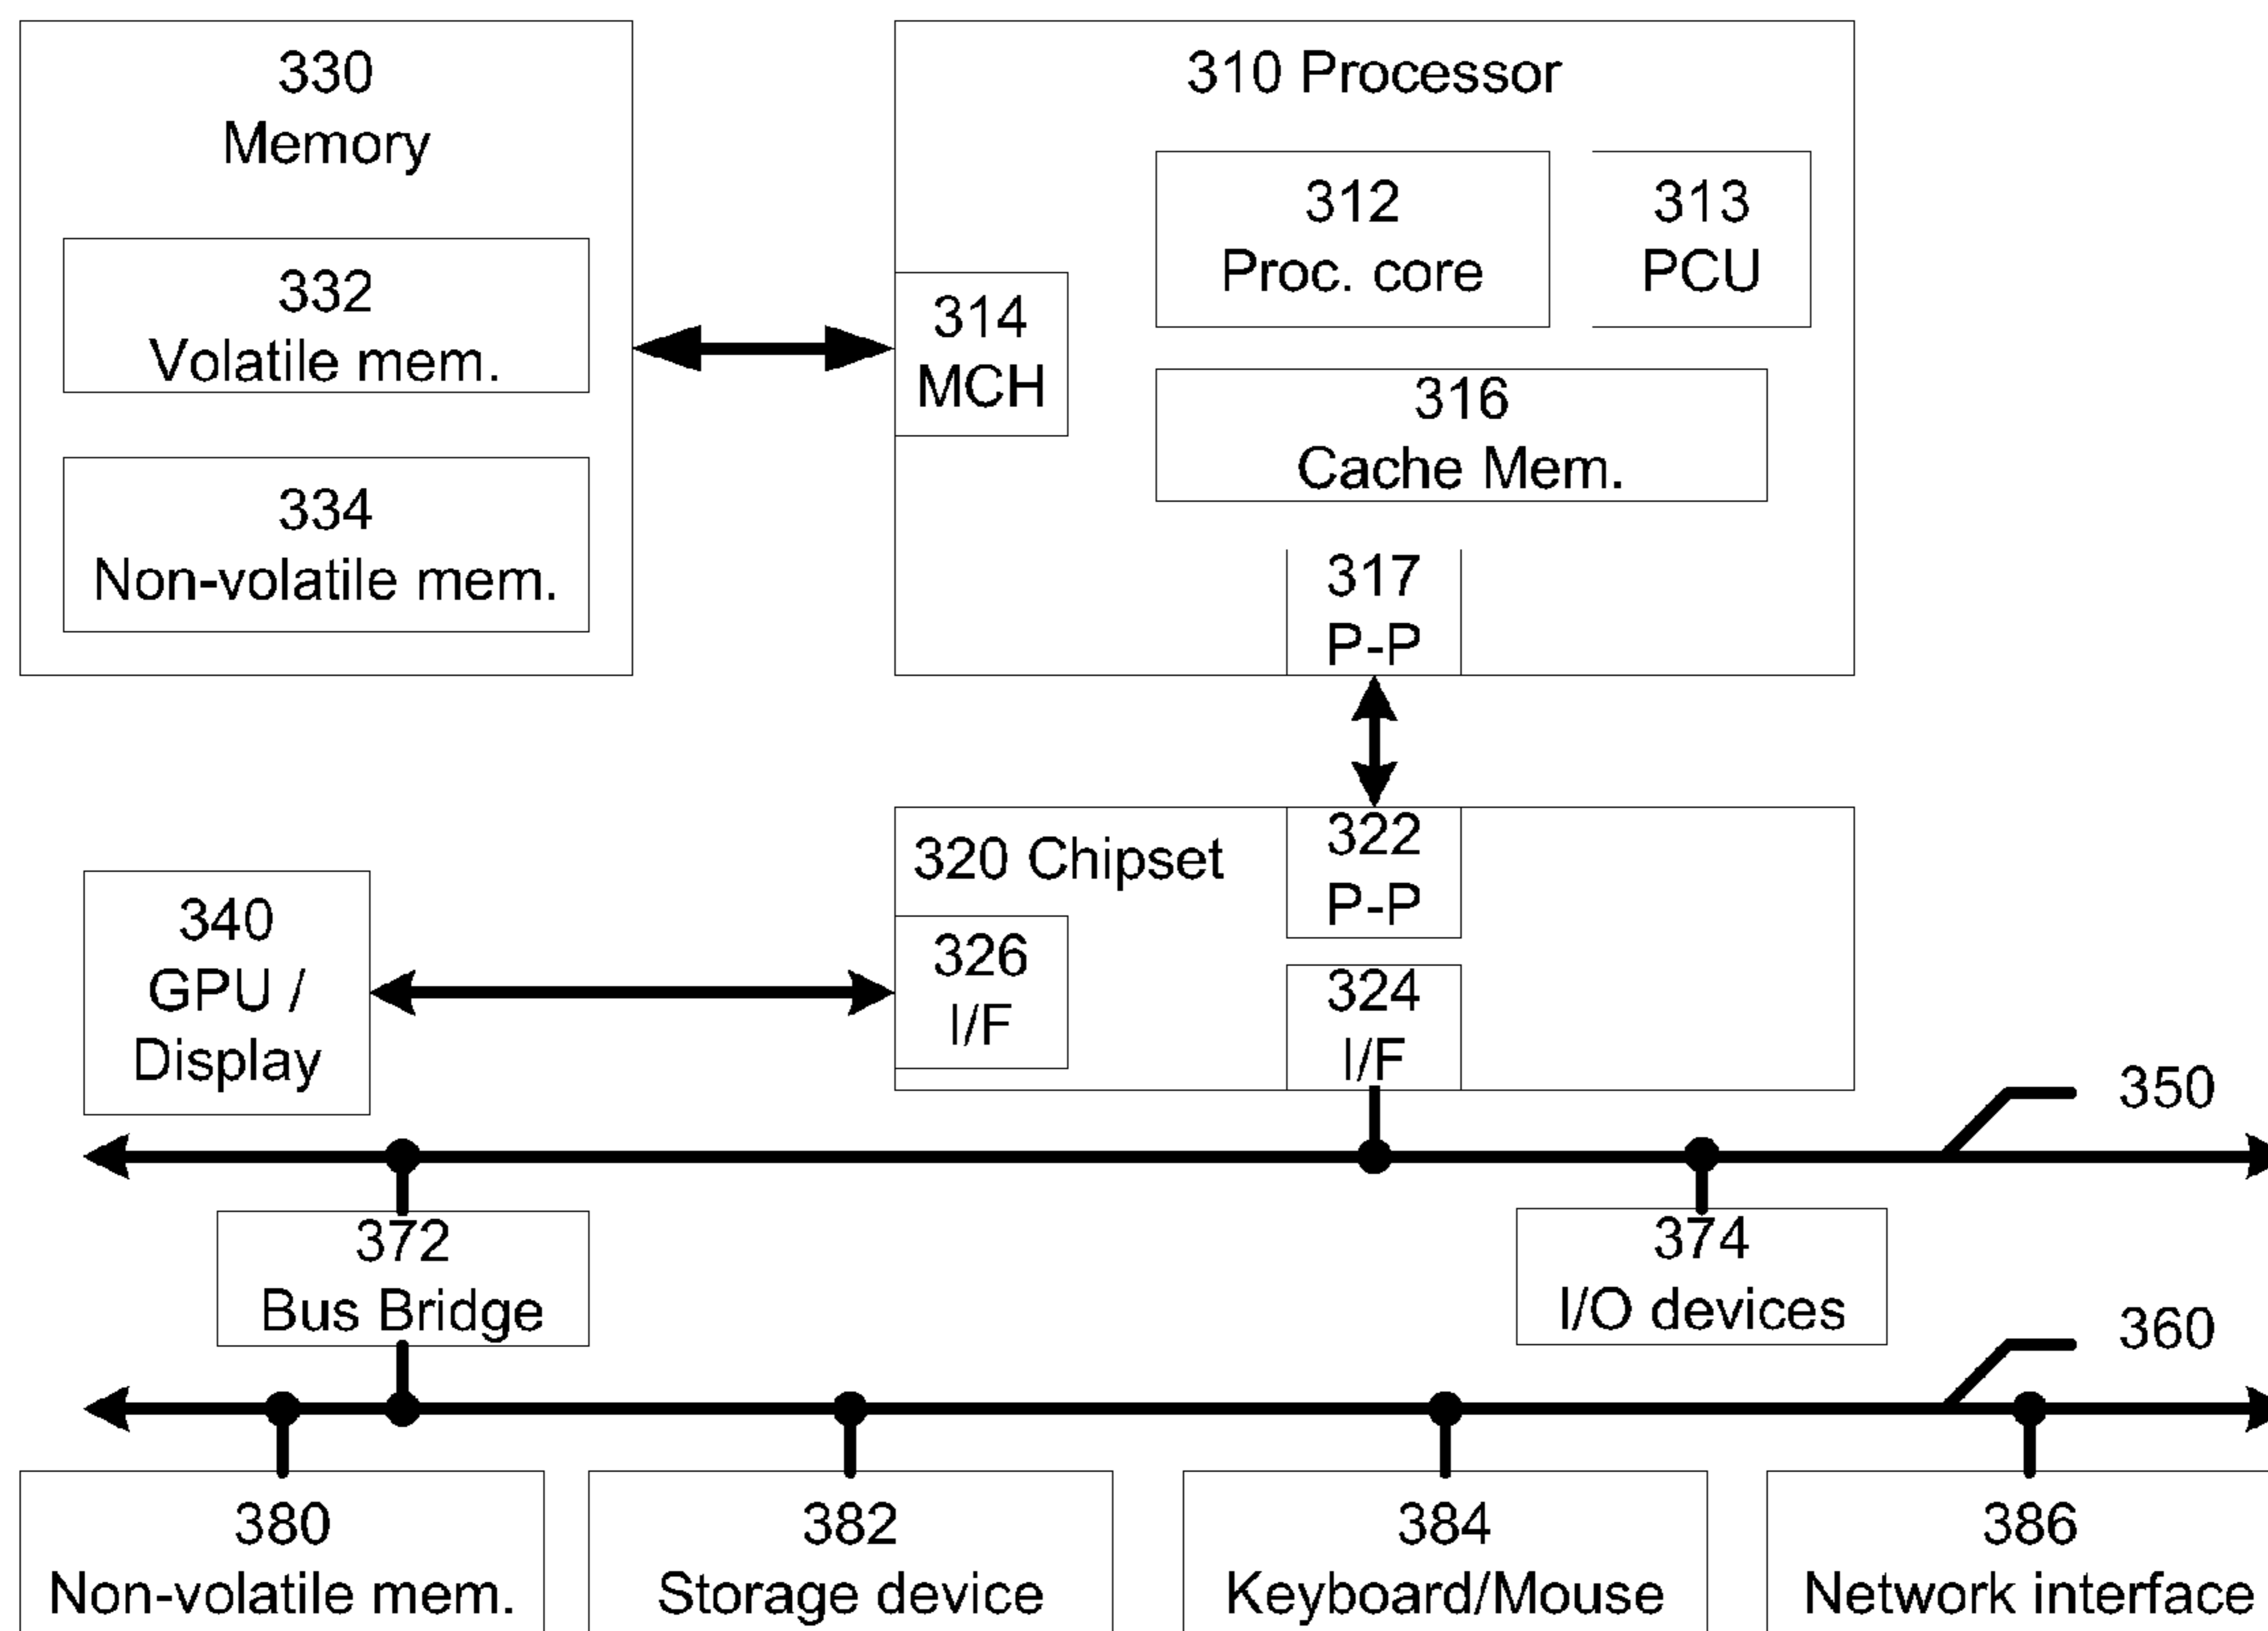 330
Memory
332
Volatile mem.
334
Non-volatile mem.
310 Processor
312
Proc. core
313
PCU
314
MCH
316
Cache Mem.
317
P-P
320 Chipset
322
P-P
326
I/F
324
I/F
340
GPU /
Display
350
372
Bus Bridge
374
I/O devices
360
380
Non-volatile mem.
382
Storage device
384
Keyboard/Mouse
386
Network interface